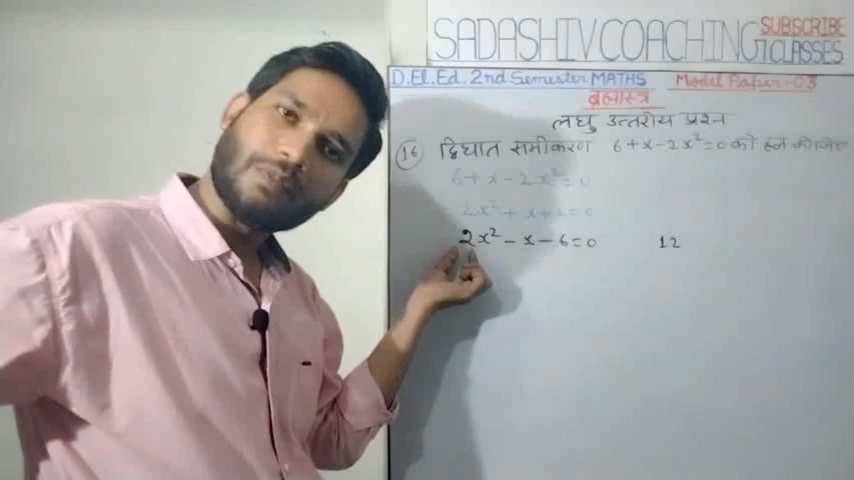 SADASHIV COACHING CLASSES
SUBSCRIBE
D.El.Ed. 2nd Semester MATHS Model Paper-03
ब्रह्मास्त्र
लघु उत्तरीय प्रश्न
16 द्विघात समीकरण 6+x-2x²=0 को हल कीजिए
6+x-2x²=0
2x²-x-6=0 12